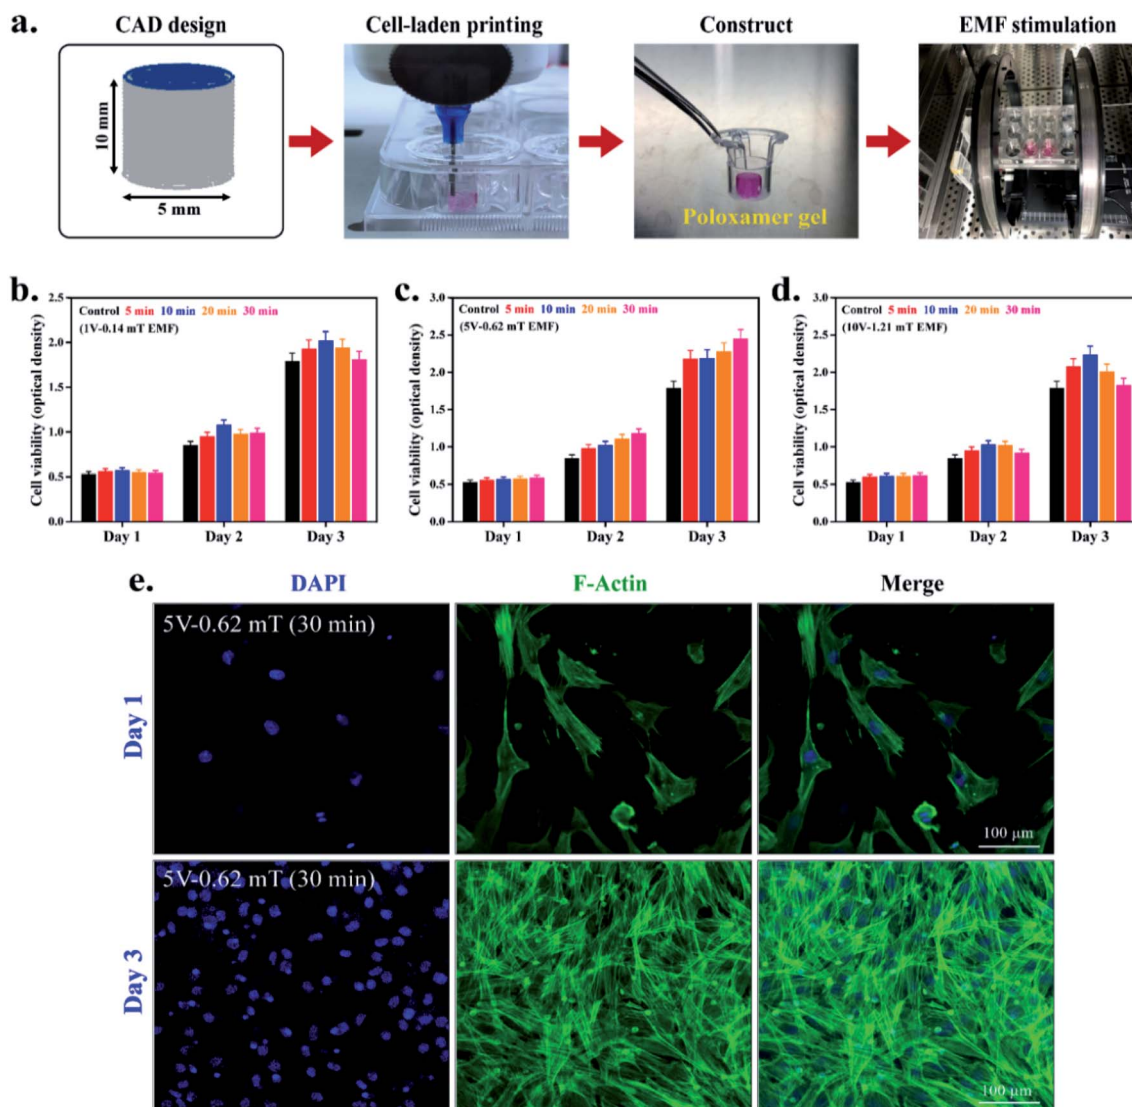 a.
CAD design
Cell-laden printing
Construct
EMF stimulation
10 mm
5 mm
Poloxamer gel
b.
Cell viability (optical density)
2.5
2.0
1.5
1.0
0.5
0.0
Control 5 min 10 min 20 min 30 min
(1V-0.14 mT EMF)
Day 1
Day 2
Day 3
c.
Cell viability (optical density)
3.0
2.5
2.0
1.5
1.0
0.5
0.0
Control 5 min 10 min 20 min 30 min
(5V-0.62 mT EMF)
Day 1
Day 2
Day 3
d.
Cell viability (optical density)
3.0
2.5
2.0
1.5
1.0
0.5
0.0
Control 5 min 10 min 20 min 30 min
(10V-1.21 mT EMF)
Day 1
Day 2
Day 3
e.
DAPI
F-Actin
Merge
Day 1
5V-0.62 mT (30 min)
100 µm
Day 3
5V-0.62 mT (30 min)
100 µm